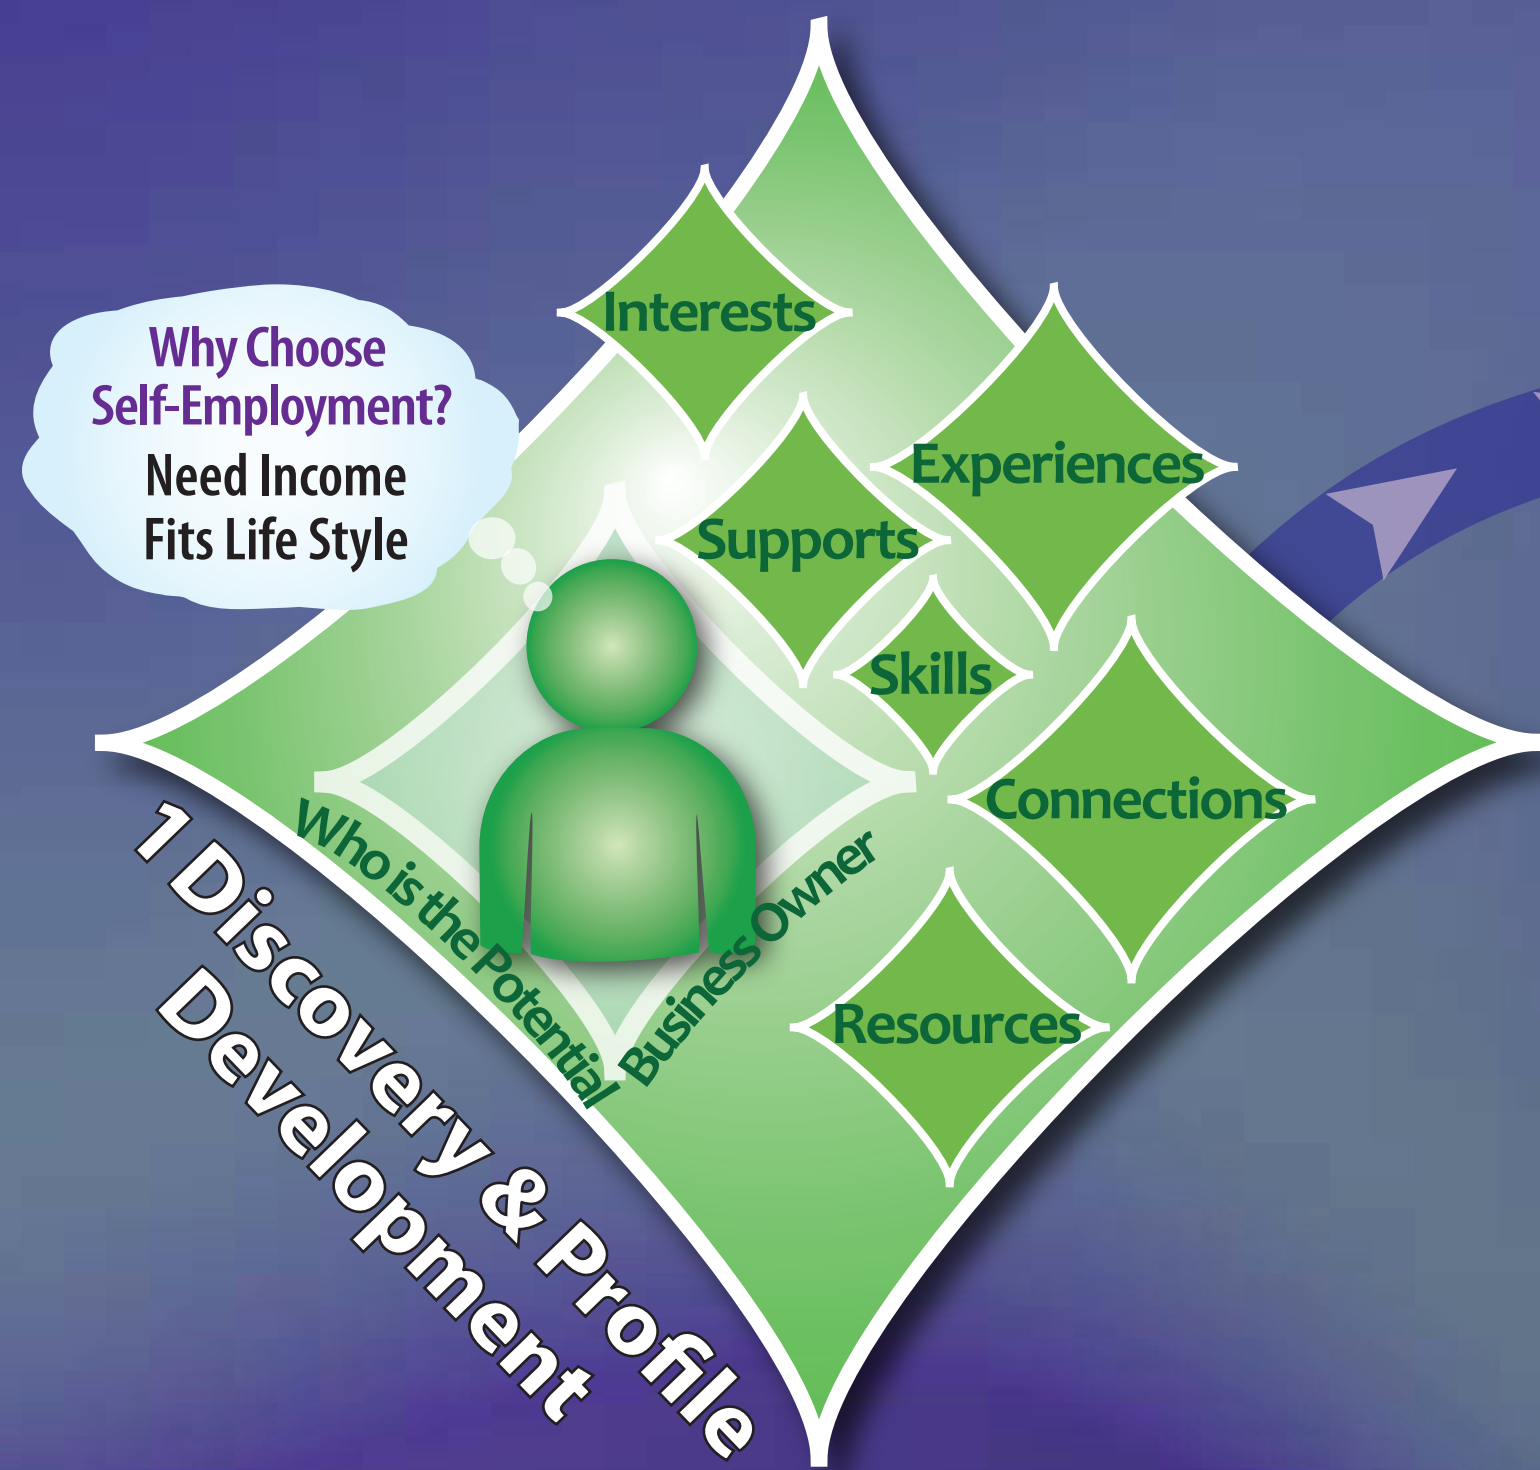 Why Choose
Self-Employment?
Need Income
Fits Life Style
Interests
Experiences
Supports
Skills
Connections
Resources
Who is the Potential
Business Owner
1 Discovery & Profile
Development